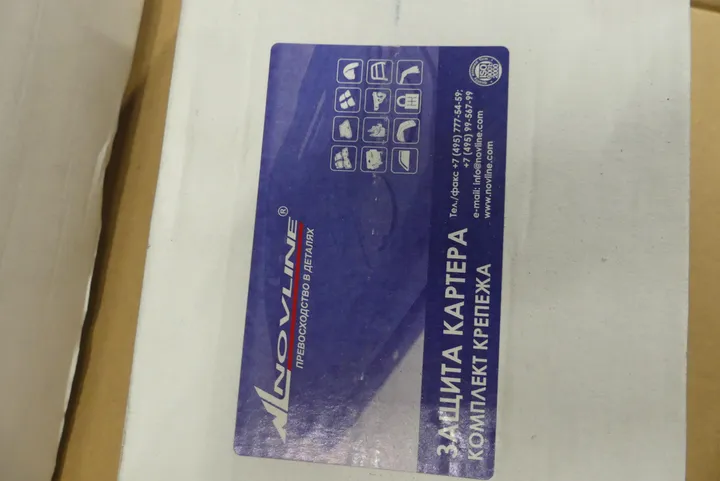 NOVLINE®
ПРЕВОСХОДСТВО В ДЕТАЛЯХ
ЗАЩИТА КАРТЕРА
КОМПЛЕКТ КРЕПЕЖА
Тел./факс +7 (495) 777-54-59;
+7 (495) 99-567-99
e-mail: info@novline.com
www.novline.com
ISO